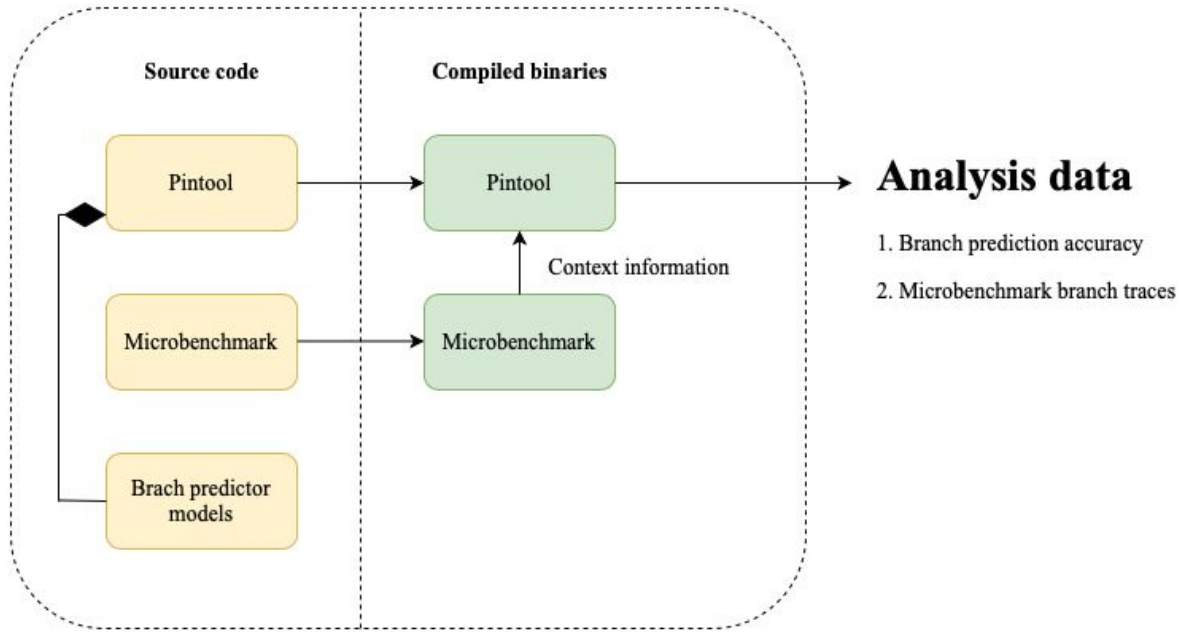 Source code
Compiled binaries
Pintool
Pintool
Analysis data
1. Branch prediction accuracy
2. Microbenchmark branch traces
Context information
Microbenchmark
Microbenchmark
Brach predictor
models